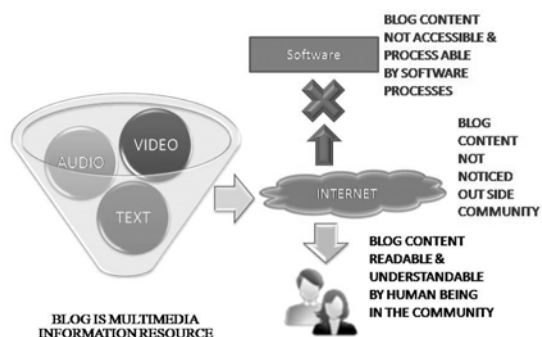 BLOG CONTENT
NOT ACCESSIBLE &
PROCESS ABLE
BY SOFTWARE
PROCESSES
Software
VIDEO
AUDIO
TEXT
INTERNET
BLOG
CONTENT
NOT
NOTICED
OUT SIDE
COMMUNITY
BLOG CONTENT
READABLE &
UNDERSTANDABLE
BY HUMAN BEING
IN THE COMMUNITY
BLOG IS MULTIMEDIA
INFORMATION RESOURCE